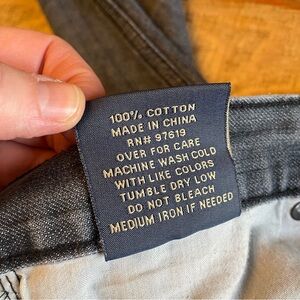 100% COTTON
MADE IN CHINA
RN# 97619
OVER FOR CARE
MACHINE WASH COLD
WITH LIKE COLORS
TUMBLE DRY LOW
DO NOT BLEACH
MEDIUM IRON IF NEEDED